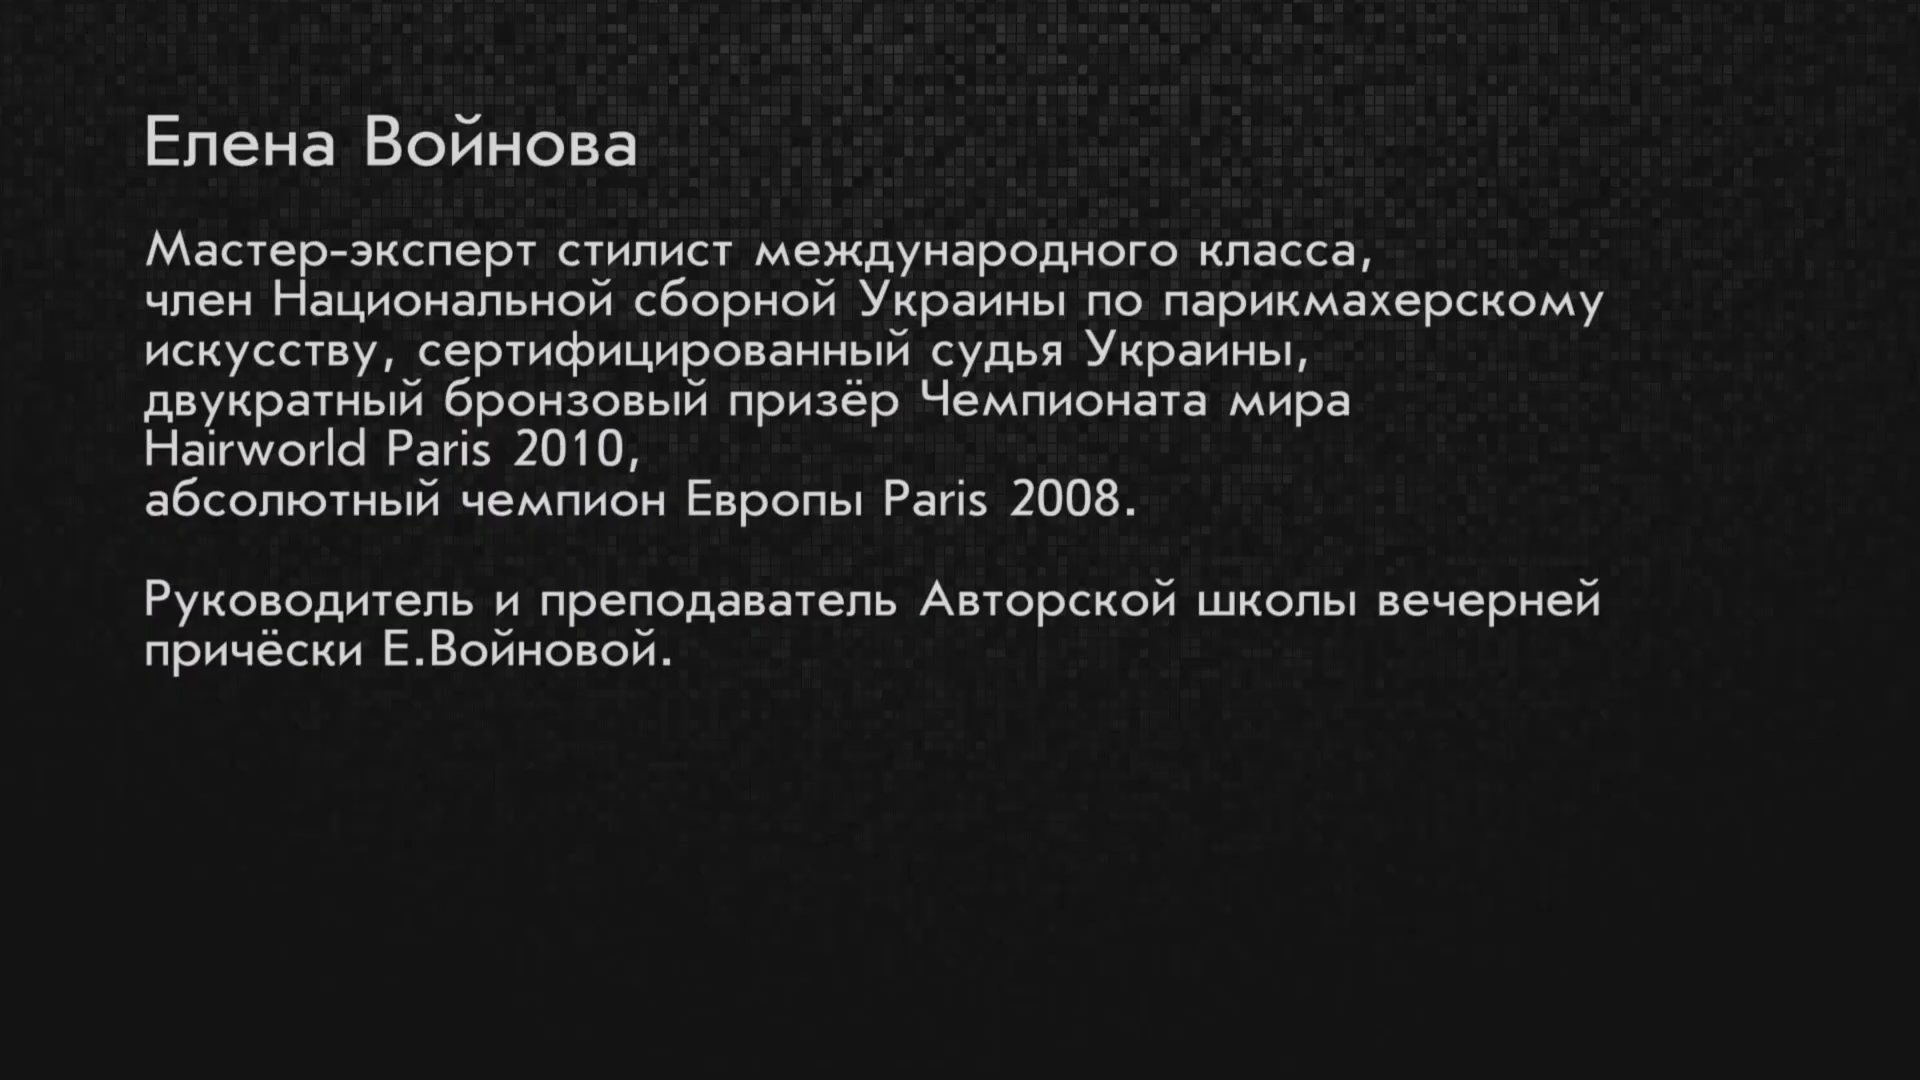 Елена Войнова
Мастер-эксперт стилист международного класса,
член Национальной сборной Украины по парикмахерскому
искусству, сертифицированный судья Украины,
двукратный бронзовый призёр Чемпионата мира
Hairworld Paris 2010,
абсолютный чемпион Европы Paris 2008.
Руководитель и преподаватель Авторской школы вечерней
причёски Е.Войновой.